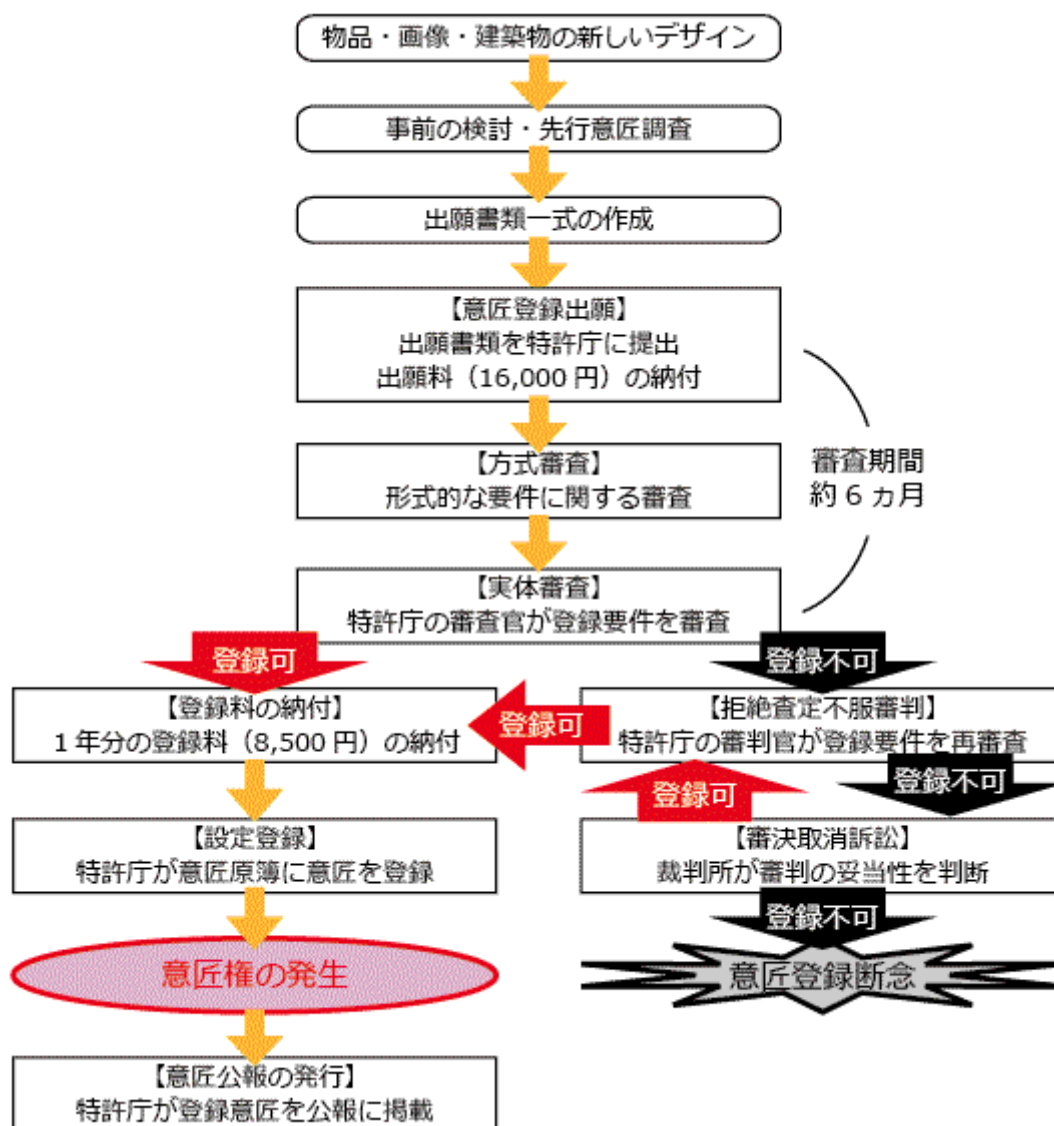 物品・画像・建築物の新しいデザイン
事前の検討・先行意匠調査
出願書類一式の作成
【意匠登録出願】
出願書類を特許庁に提出
出願料（16,000 円）の納付
【方式審査】
形式的な要件に関する審査
審査期間
約 6 ヵ月
【実体審査】
特許庁の審査官が登録要件を審査
登録可
登録不可
【登録料の納付】
1 年分の登録料（8,500 円）の納付
登録可
【拒絶査定不服審判】
特許庁の審判官が登録要件を再審査
登録可
登録不可
【設定登録】
特許庁が意匠原簿に意匠を登録
【審決取消訴訟】
裁判所が審判の妥当性を判断
登録不可
意匠権の発生
意匠登録断念
【意匠公報の発行】
特許庁が登録意匠を公報に掲載